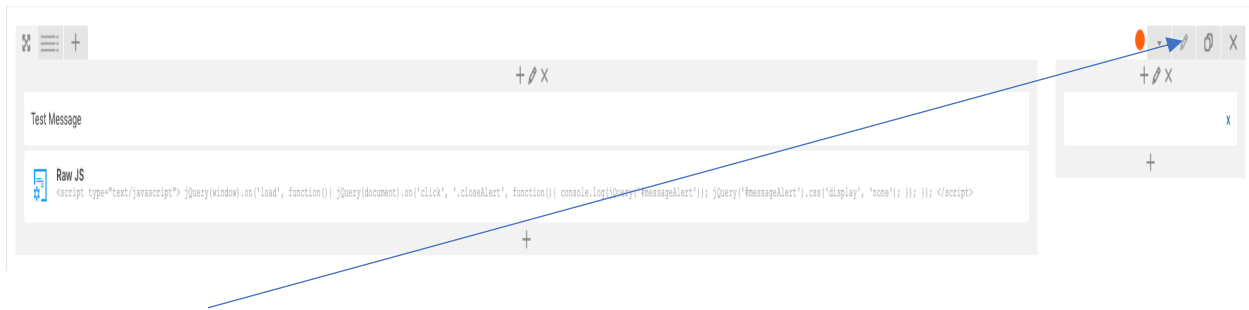 Test Message
x
Raw JS
<script type="text/javascript"> jQuery(window).on('load', function(){ jQuery(document).on('click', '.closeAlert', function(){ console.log(jQuery('#messageAlert')); jQuery('#messageAlert').css('display', 'none'); }); }); </script>